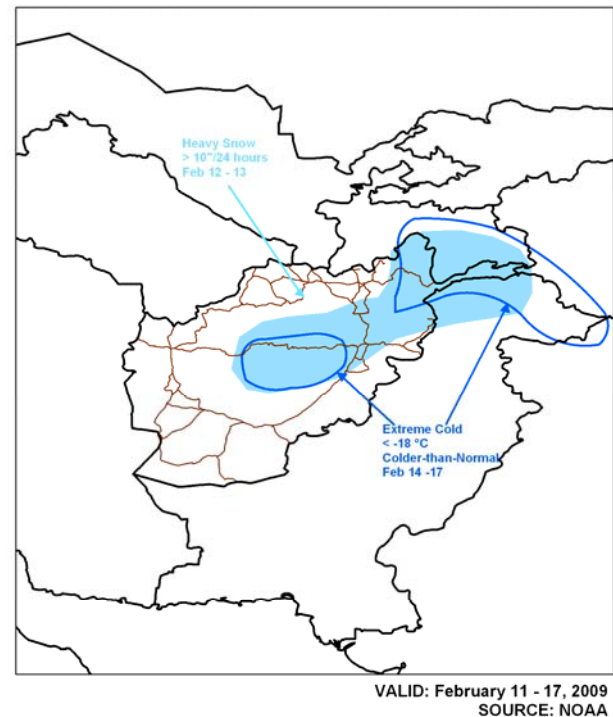 Heavy Snow
> 10"/24 hours
Feb 12 - 13
Extreme Cold
< -18 °C
Colder-than-Normal
Feb 14 -17
VALID: February 11 - 17, 2009
SOURCE: NOAA